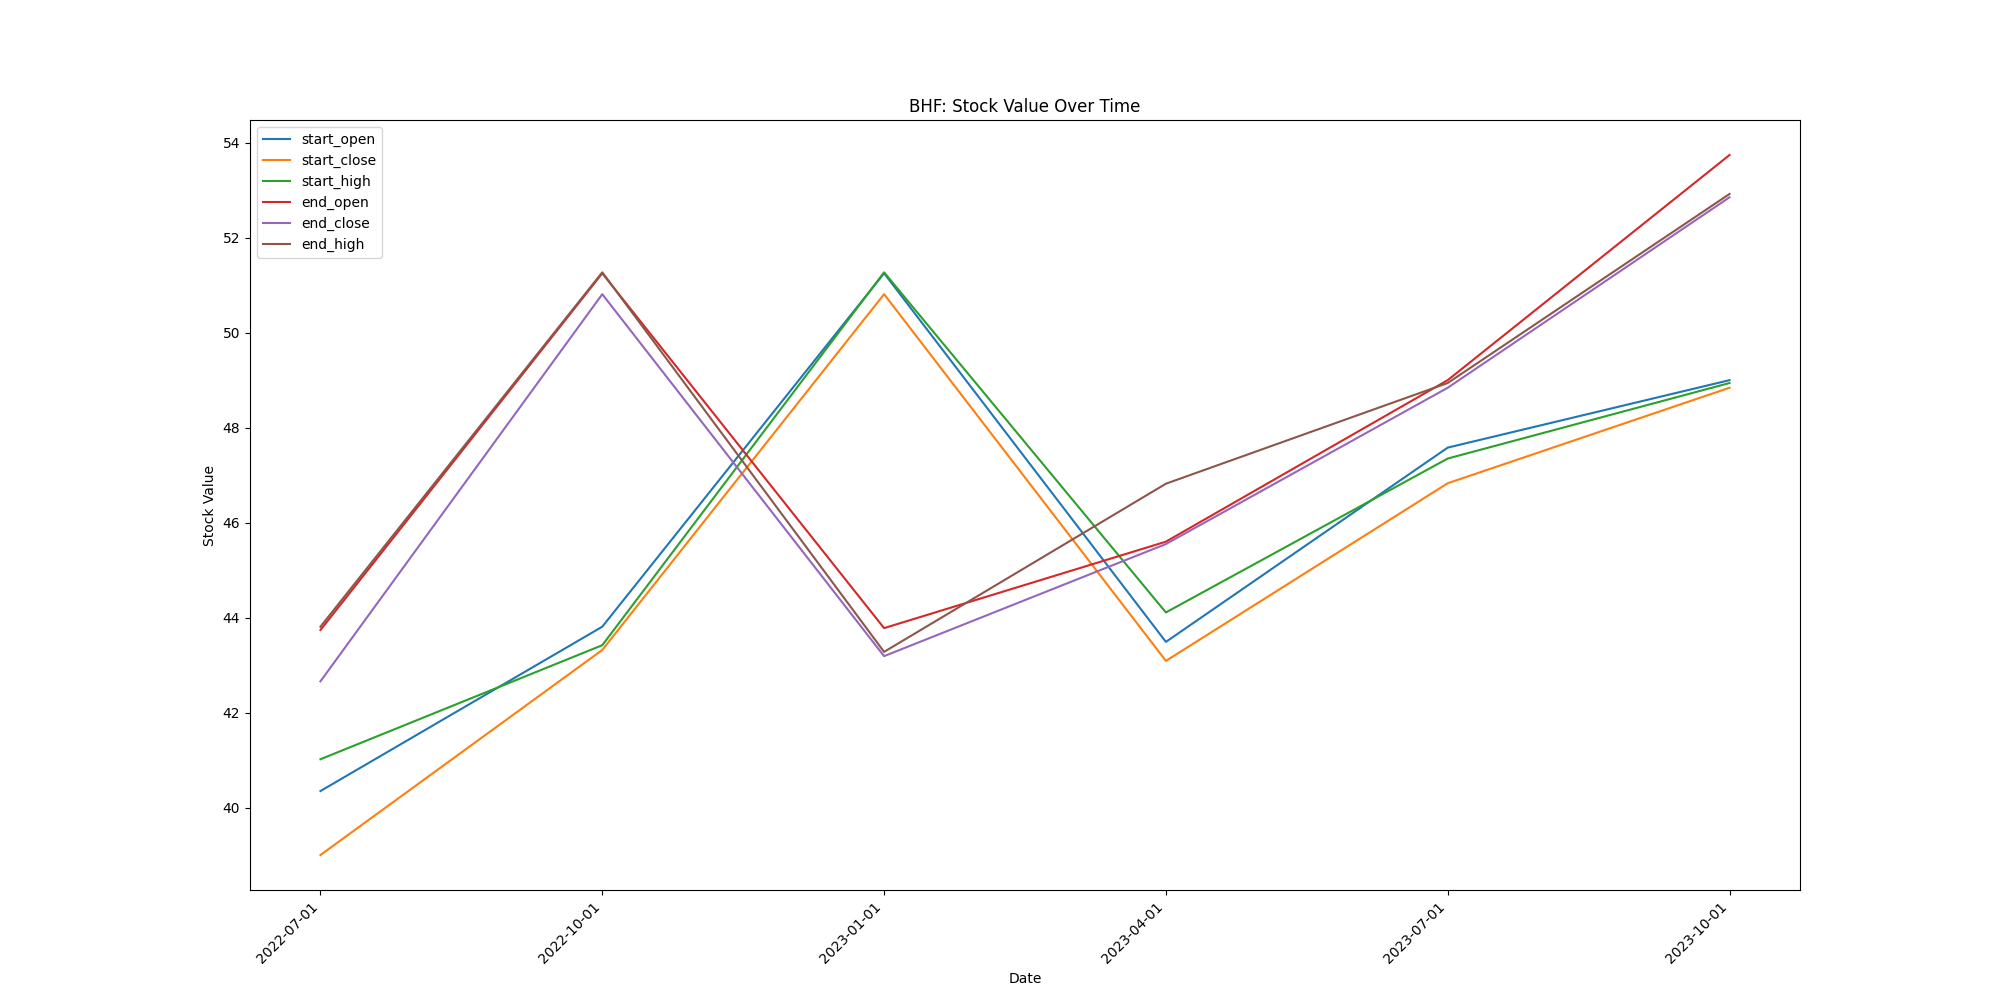 BHF: Stock Value Over Time
start_open
start_close
start_high
end_open
end_close
end_high
54
52
50
48
46
44
42
40
Stock Value
2022-07-01
2022-10-01
2023-01-01
2023-04-01
2023-07-01
2023-10-01
Date